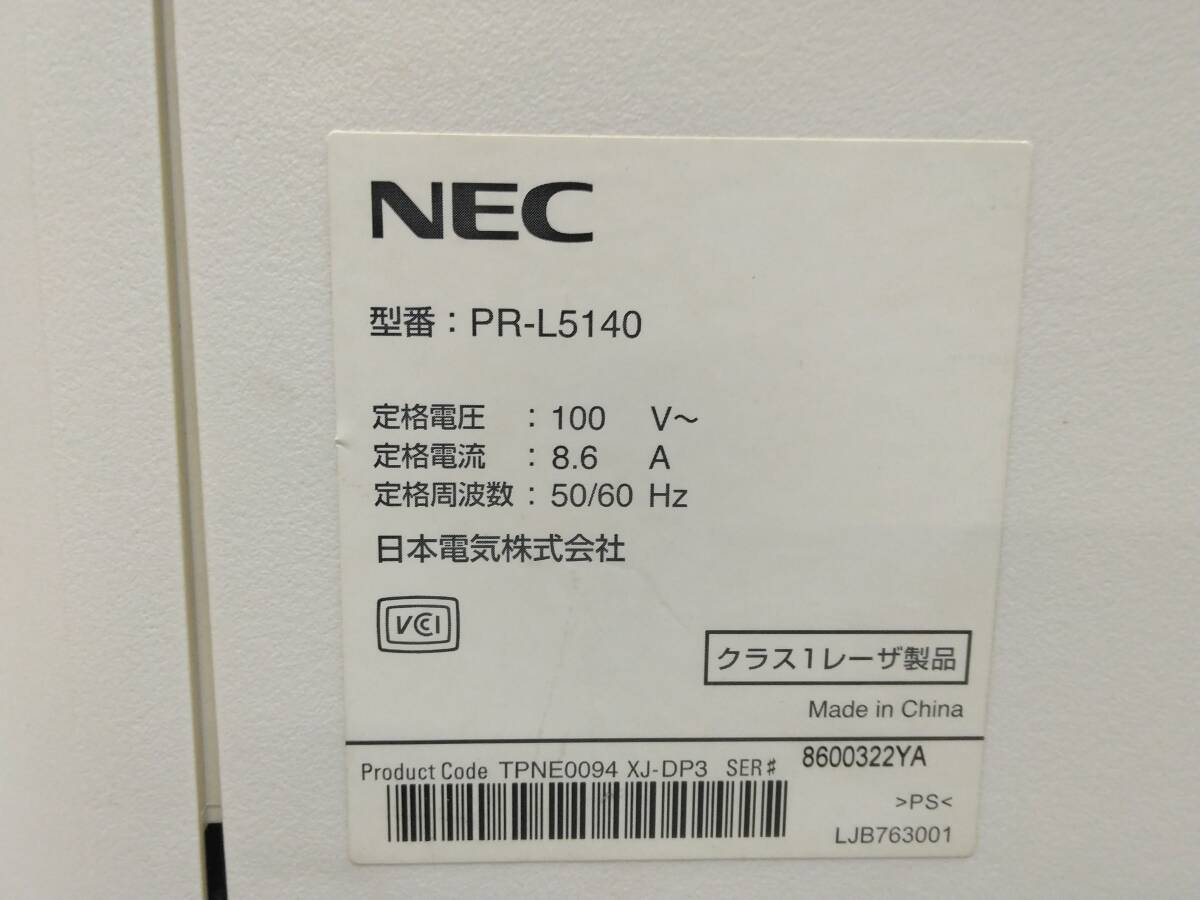 NEC
型番：PR-L5140
定格電圧 ：100 V～
定格電流 ：8.6 A
定格周波数：50/60 Hz
日本電気株式会社
VCCI
クラス1レーザ製品
Made in China
Product Code TPNE0094 XJ-DP3 SER# 8600322YA
>PS<
LJB763001